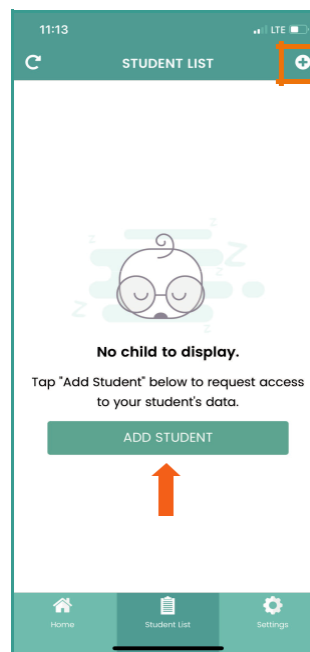 11:13
LTE
STUDENT LIST
z
z
Z
Z
z
No child to display.
Tap "Add Student" below to request access
to your student's data.
ADD STUDENT
Home
Student List
Settings